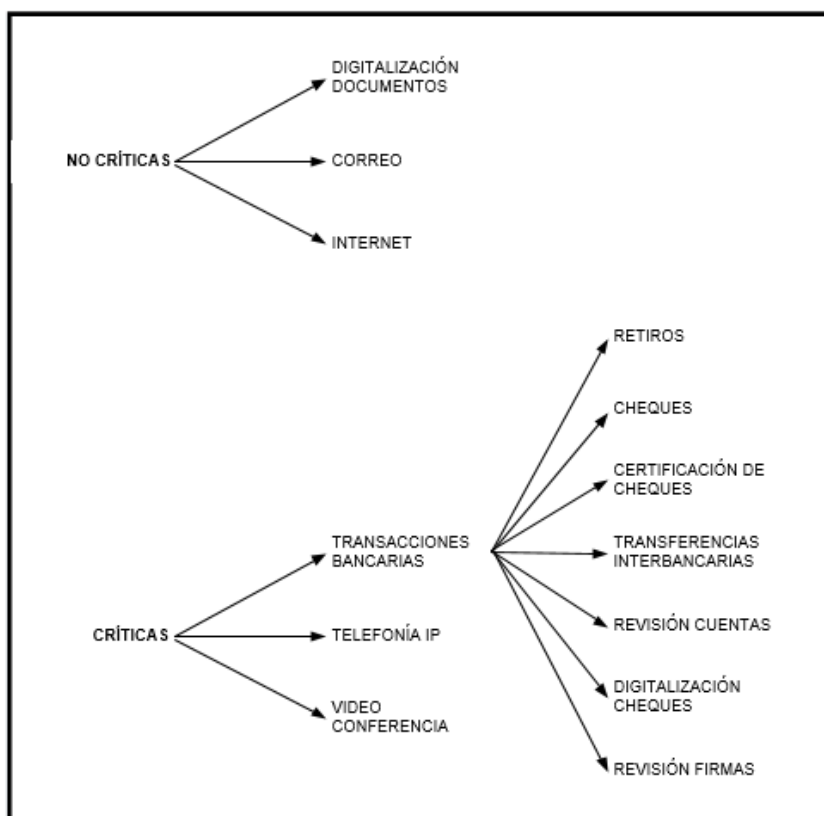 DIGITALIZACIÓN
DOCUMENTOS
NO CRÍTICAS
CORREO
INTERNET
RETIROS
CHEQUES
CERTIFICACIÓN DE
CHEQUES
TRANSACCIONES
BANCARIAS
TRANSFERENCIAS
INTERBANCARIAS
CRÍTICAS
TELEFONÍA IP
REVISIÓN CUENTAS
VIDEO
CONFERENCIA
DIGITALIZACIÓN
CHEQUES
REVISIÓN FIRMAS